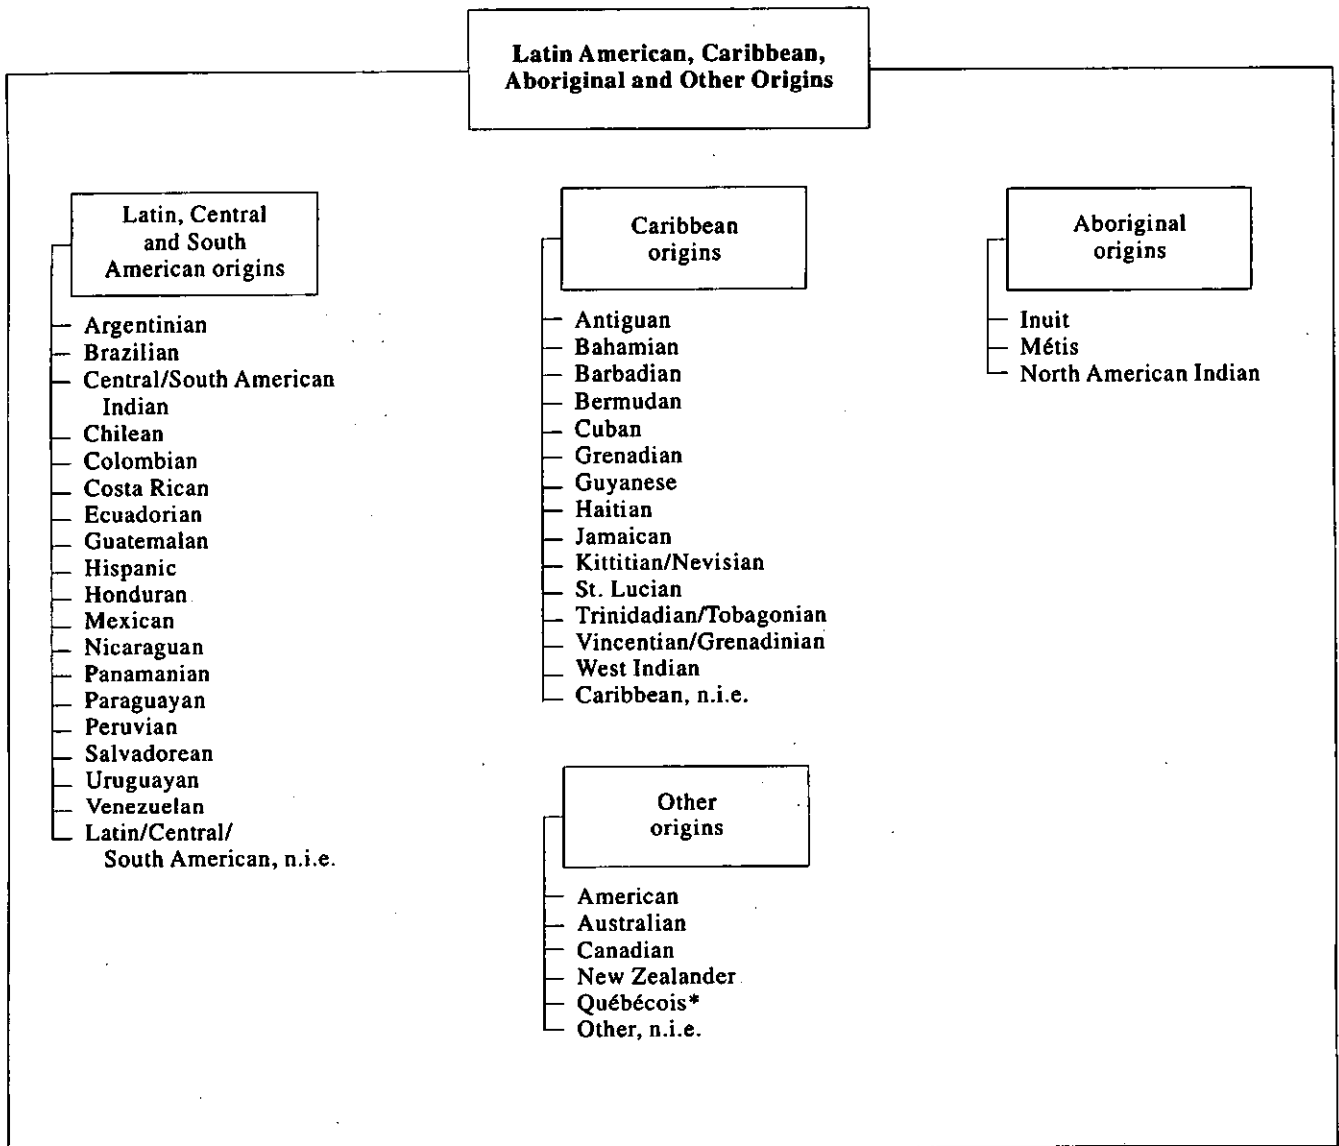 Latin American, Caribbean,
Aboriginal and Other Origins
Latin, Central
and South
American origins
Argentinian
Brazilian
Central/South American
Indian
Chilean
Colombian
Costa Rican
Ecuadorian
Guatemalan
Hispanic
Honduran
Mexican
Nicaraguan
Panamanian
Paraguayan
Peruvian
Salvadorean
Uruguayan
Venezuelan
Latin/Central/
South American, n.i.e.
Caribbean
origins
Antiguan
Bahamian
Barbadian
Bermudan
Cuban
Grenadian
Guyanese
Haitian
Jamaican
Kittitian/Nevisian
St. Lucian
Trinidadian/Tobagonian
Vincentian/Grenadinian
West Indian
Caribbean, n.i.e.
Other
origins
American
Australian
Canadian
New Zealander
Québécois*
Other, n.i.e.
Aboriginal
origins
Inuit
Métis
North American Indian